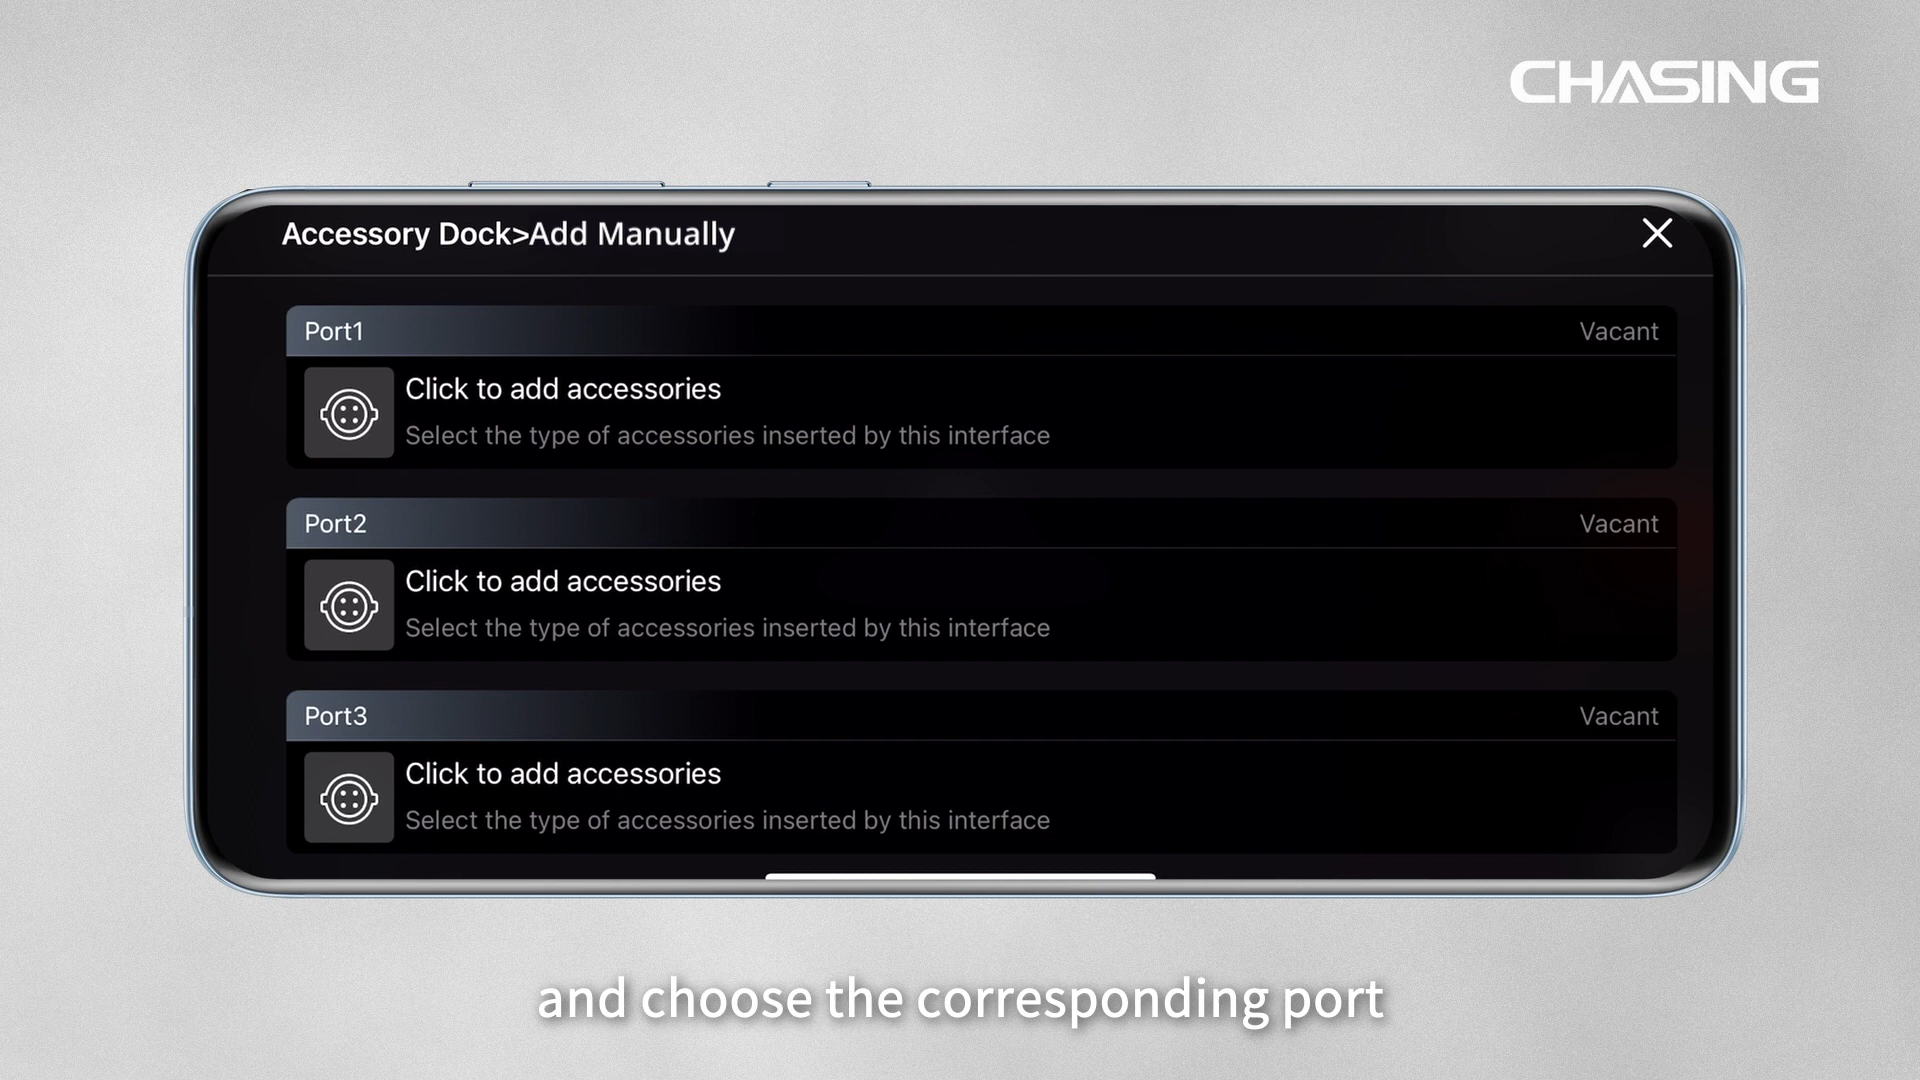 CHASING
Accessory Dock>Add Manually
Port1
Vacant
Click to add accessories
Select the type of accessories inserted by this interface
Port2
Vacant
Click to add accessories
Select the type of accessories inserted by this interface
Port3
Vacant
Click to add accessories
Select the type of accessories inserted by this interface
and choose the corresponding port